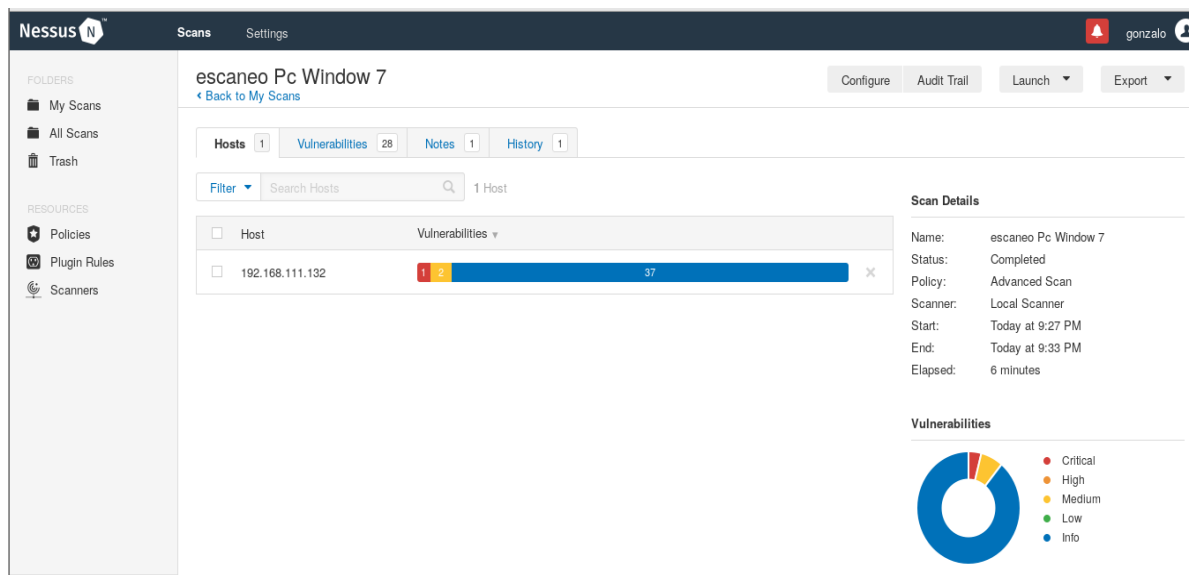 Nessus N ™ Scans Settings gonzalo
FOLDERS
My Scans
All Scans
Trash
RESOURCES
Policies
Plugin Rules
Scanners
escaneo Pc Window 7
Back to My Scans
Configure Audit Trail Launch Export
Hosts 1 Vulnerabilities 28 Notes 1 History 1
Filter Search Hosts 1 Host
Host Vulnerabilities
192.168.111.132 1 2 37
Scan Details
Name: escaneo Pc Window 7
Status: Completed
Policy: Advanced Scan
Scanner: Local Scanner
Start: Today at 9:27 PM
End: Today at 9:33 PM
Elapsed: 6 minutes
Vulnerabilities
Critical
High
Medium
Low
Info